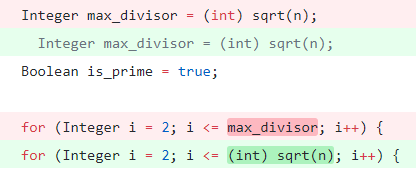 Integer max_divisor = (int) sqrt(n);
Integer max_divisor = (int) sqrt(n);
Boolean is_prime = true;
for (Integer i = 2; i <= max_divisor; i++) {
for (Integer i = 2; i <= (int) sqrt(n); i++) {